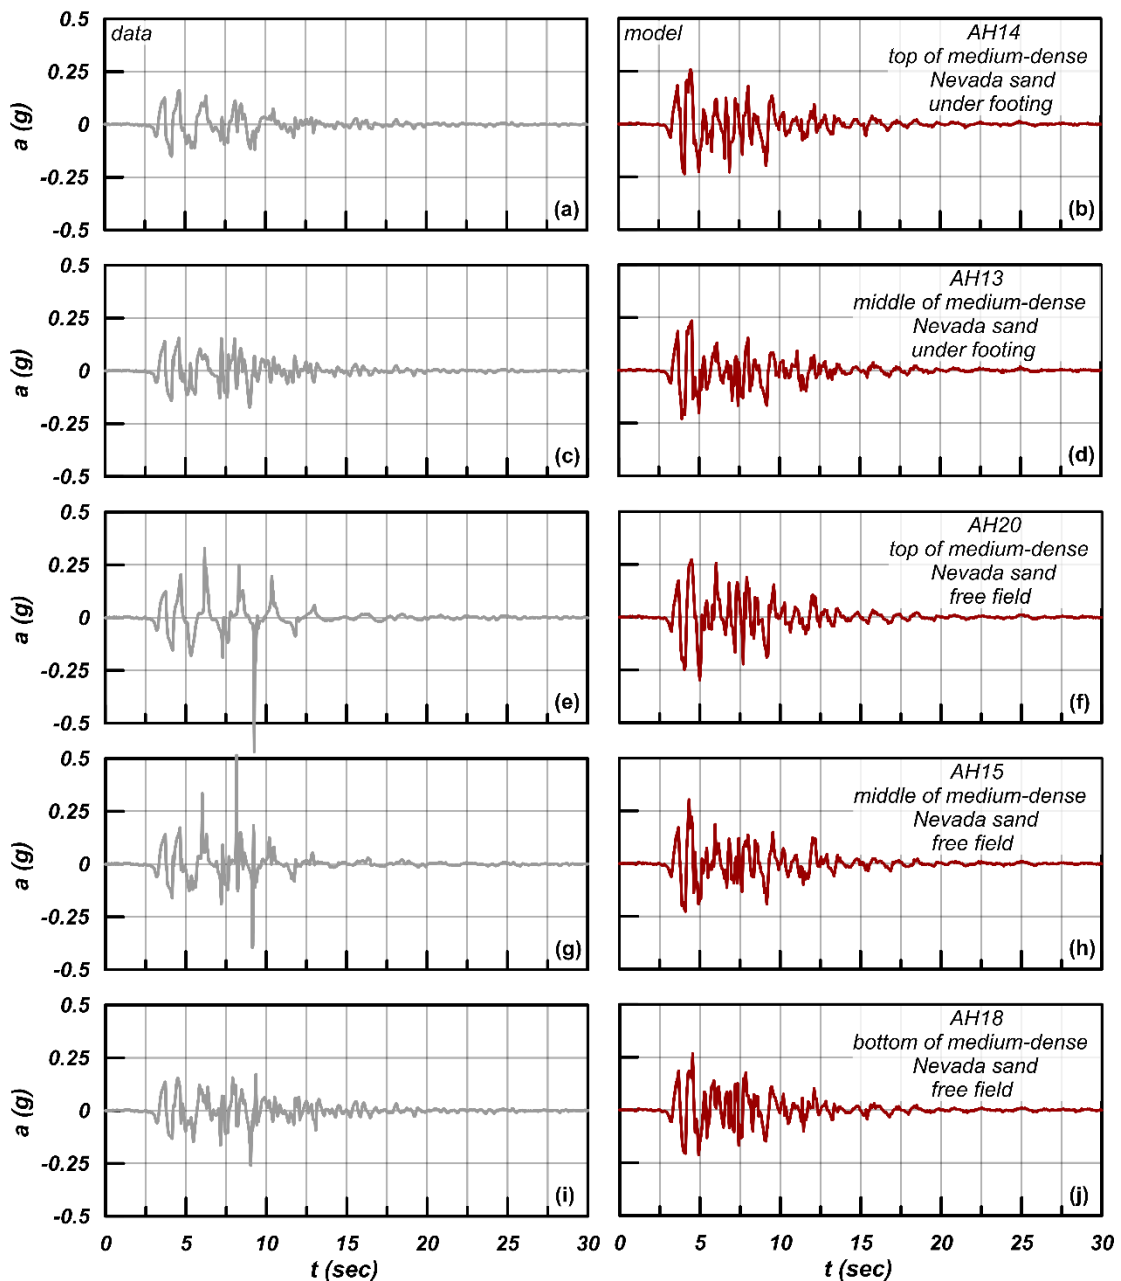 0.5
0.25
0
-0.25
-0.5
a (g)
data
(a)
model
AH14
top of medium-dense
Nevada sand
under footing
(b)
0.5
0.25
0
-0.25
-0.5
a (g)
(c)
AH13
middle of medium-dense
Nevada sand
under footing
(d)
0.5
0.25
0
-0.25
-0.5
a (g)
(e)
AH20
top of medium-dense
Nevada sand
free field
(f)
0.5
0.25
0
-0.25
-0.5
a (g)
(g)
AH15
middle of medium-dense
Nevada sand
free field
(h)
0.5
0.25
0
-0.25
-0.5
a (g)
(i)
AH18
bottom of medium-dense
Nevada sand
free field
(j)
0 5 10 15 20 25 30
t (sec)
0 5 10 15 20 25 30
t (sec)